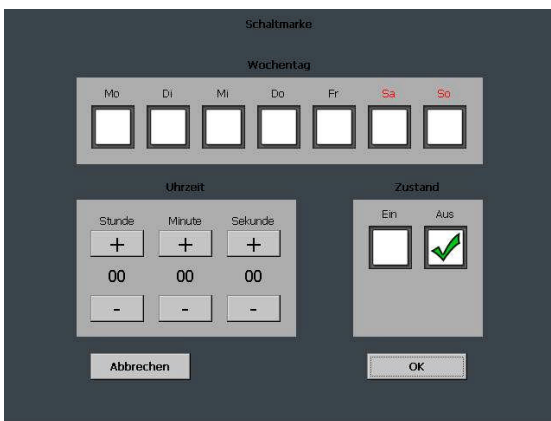 Schaltmarke
Wochentag
Mo Di Mi Do Fr Sa So
Uhrzeit Zustand
Stunde Minute Sekunde Ein Aus
+ + +
00 00 00
- - -
Abbrechen OK